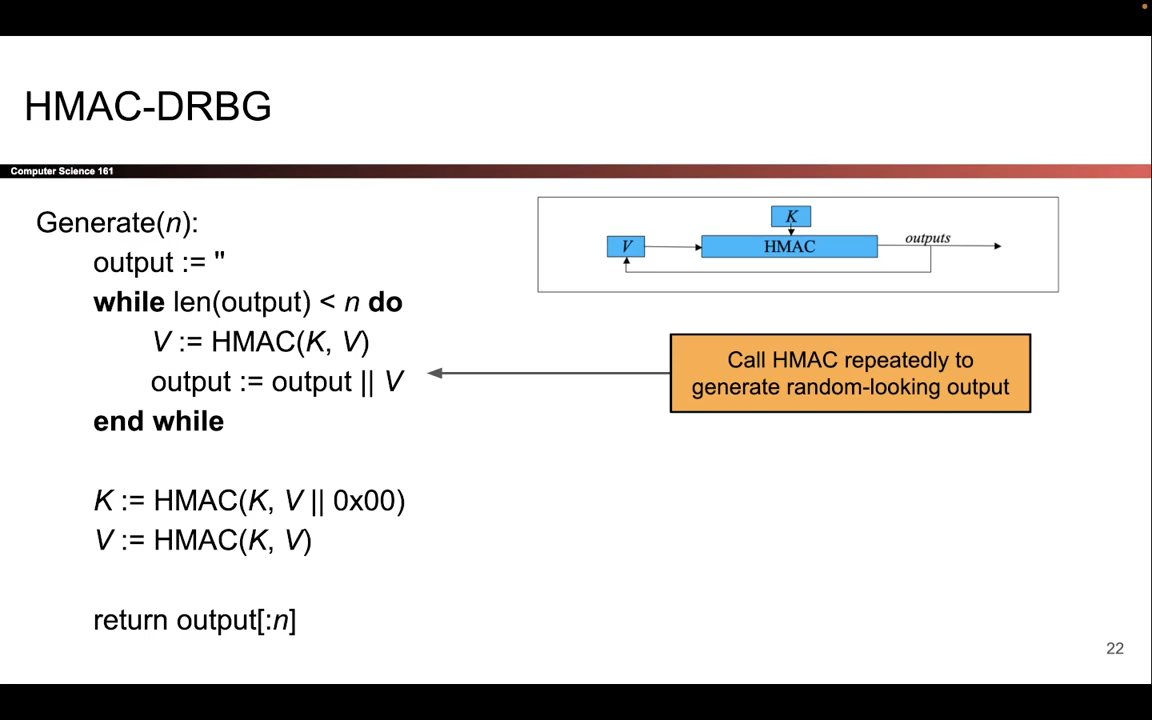 HMAC-DRBG
Computer Science 161
Generate(n):
output := ''
while len(output) < n do
V := HMAC(K, V)
output := output || V
end while
K := HMAC(K, V || 0x00)
V := HMAC(K, V)
return output[:n]
K
V
HMAC
outputs
Call HMAC repeatedly to
generate random-looking output
22